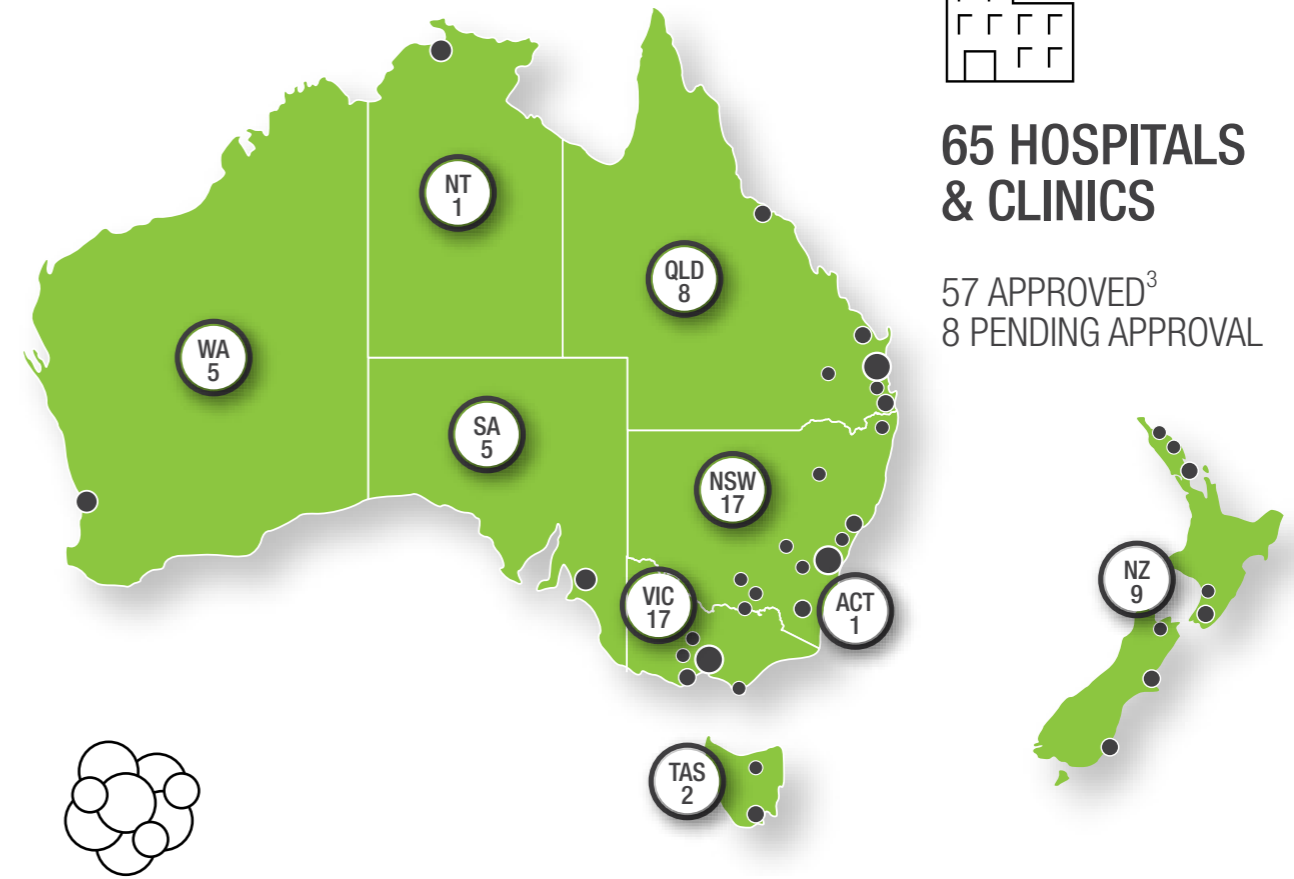 65 HOSPITALS
& CLINICS
57 APPROVED³
8 PENDING APPROVAL
NT
1
QLD
8
WA
5
SA
5
NSW
17
VIC
17
ACT
1
NZ
9
TAS
2